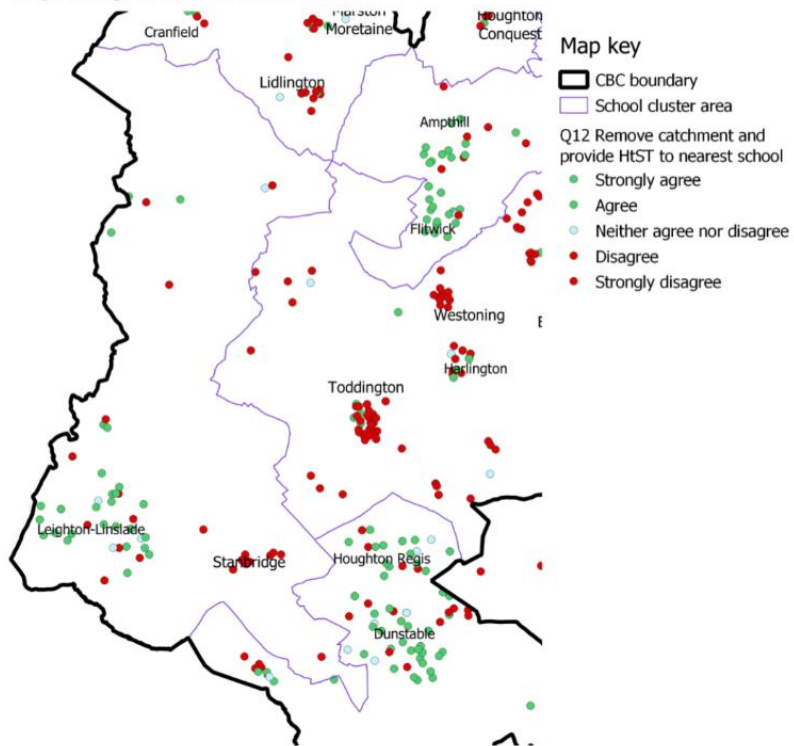 Marston
Moretaine
Houghton
Conquest
Cranfield
Lidlington
Ampthill
Flitwick
Westoning
Harlington
Toddington
Leighton-Linslade
Stanbridge
Houghton Regis
Dunstable
Map key
CBC boundary
School cluster area
Q12 Remove catchment and
provide HtST to nearest school
Strongly agree
Agree
Neither agree nor disagree
Disagree
Strongly disagree